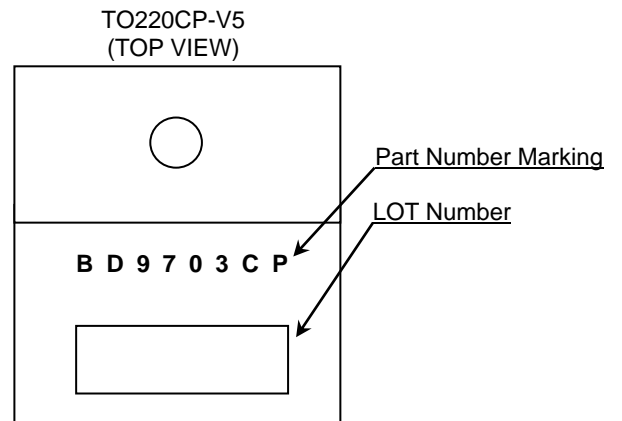 TO220CP-V5
(TOP VIEW)
Part Number Marking
LOT Number
B D 9 7 0 3 C P